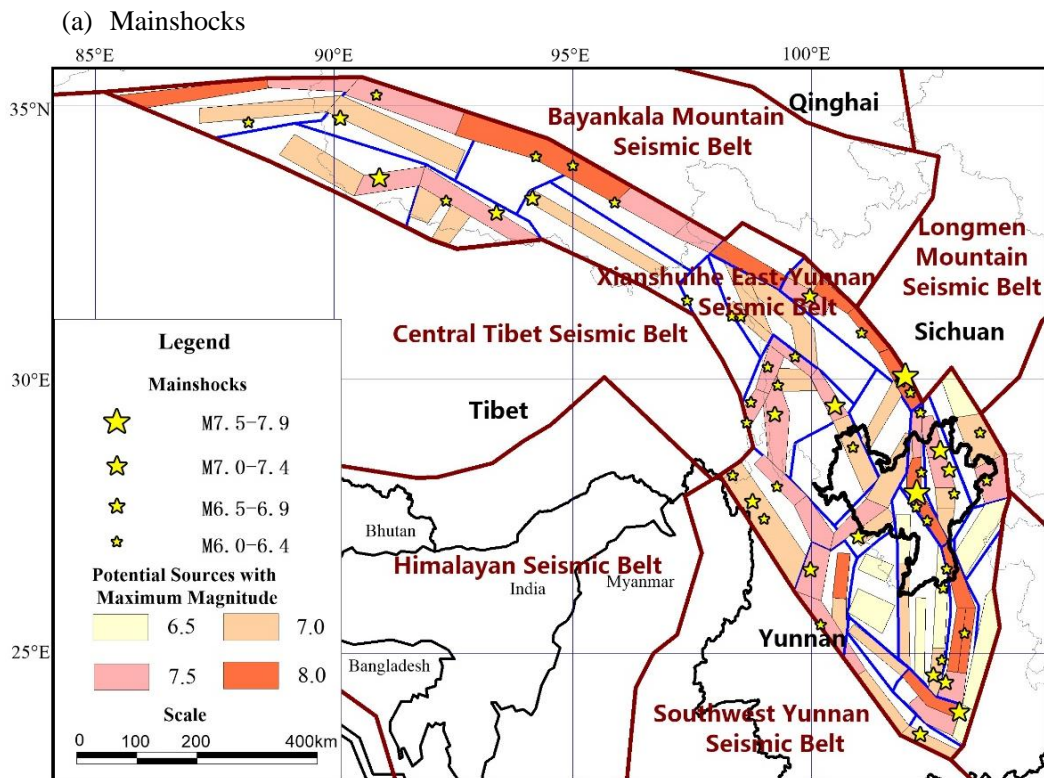 (a) Mainshocks
85°E 90°E 95°E 100°E
35°N
Qinghai
Bayankala Mountain
Seismic Belt
Longmen
Mountain
Seismic Belt
Xianshuihe East-Yunnan
Seismic Belt
Sichuan
Central Tibet Seismic Belt
30°N
Tibet
Legend
Mainshocks
M7.5-7.9
M7.0-7.4
M6.5-6.9
M6.0-6.4
Potential Sources with
Maximum Magnitude
6.5 7.0
7.5 8.0
Scale
0 100 200 400km
Bhutan
Himalayan Seismic Belt
India
Myanmar
Yunnan
25°N
Bangladesh
Southwest Yunnan
Seismic Belt